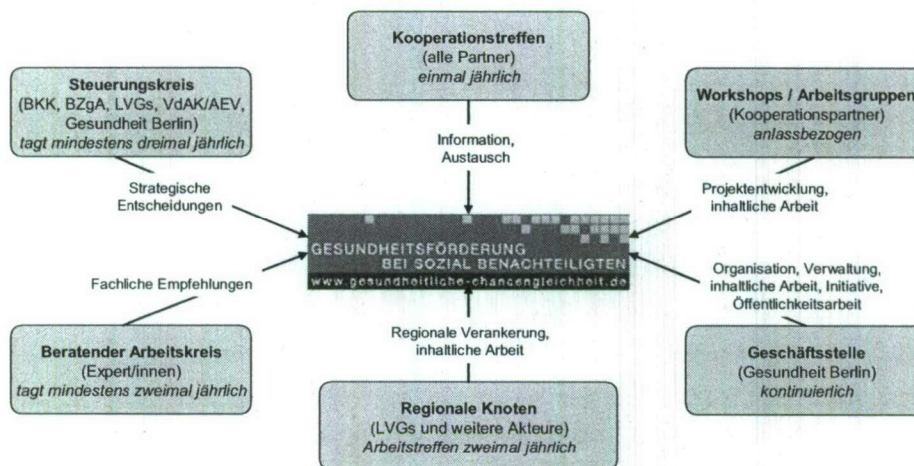 Kooperationstreffen
(alle Partner)
einmal jährlich
Steuerungskreis
(BKK, BZgA, LVGs, VdAK/AEV,
Gesundheit Berlin)
tagt mindestens dreimal jährlich
Workshops / Arbeitsgruppen
(Kooperationspartner)
anlassbezogen
Information,
Austausch
Strategische
Entscheidungen
Projektentwicklung,
inhaltliche Arbeit
GESUNDHEITSFÖRDERUNG
BEI SOZIAL BENACHTEILIGTEN
www.gesundheitliche-chancengleichheit.de
Fachliche Empfehlungen
Organisation, Verwaltung,
inhaltliche Arbeit, Initiative,
Öffentlichkeitsarbeit
Regionale Verankerung,
inhaltliche Arbeit
Beratender Arbeitskreis
(Expert/innen)
tagt mindestens zweimal jährlich
Geschäftsstelle
(Gesundheit Berlin)
kontinuierlich
Regionale Knoten
(LVGs und weitere Akteure)
Arbeitstreffen zweimal jährlich